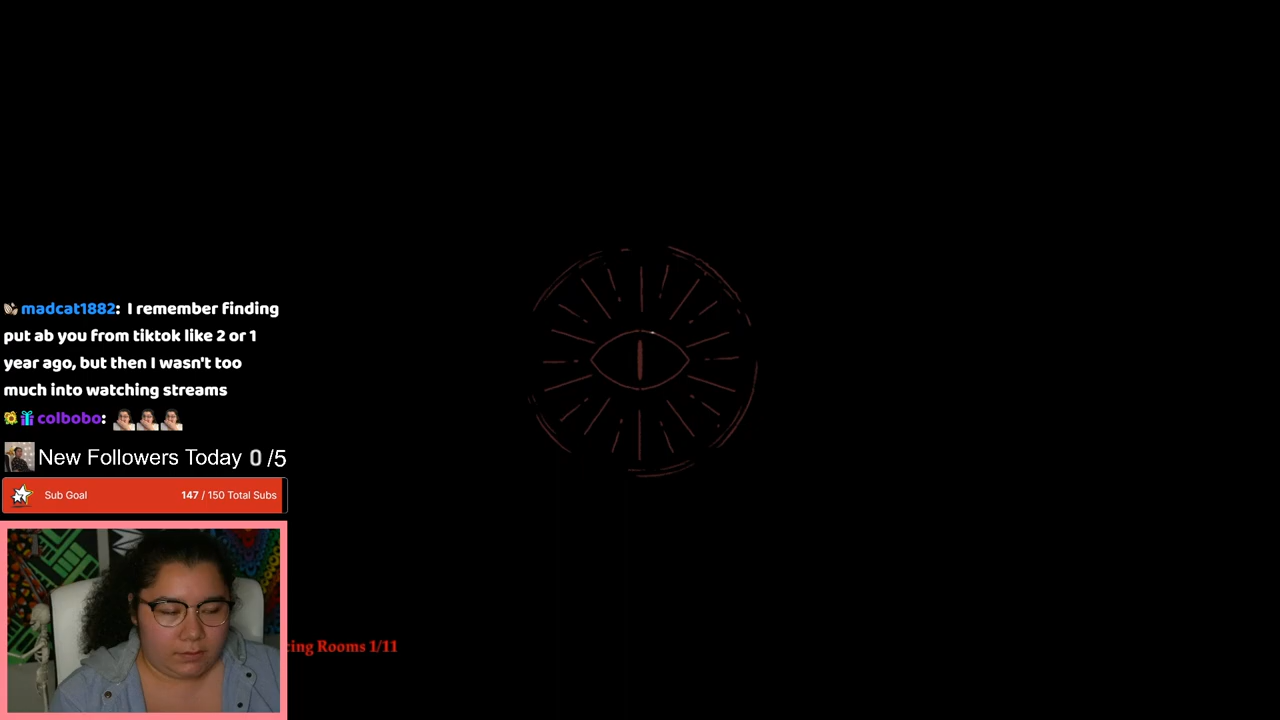 madcat1882: I remember finding
put ab you from tiktok like 2 or 1
year ago, but then I wasn't too
much into watching streams
colbobo:
New Followers Today 0 /5
Sub Goal 147 / 150 Total Subs
Rooms 1/11